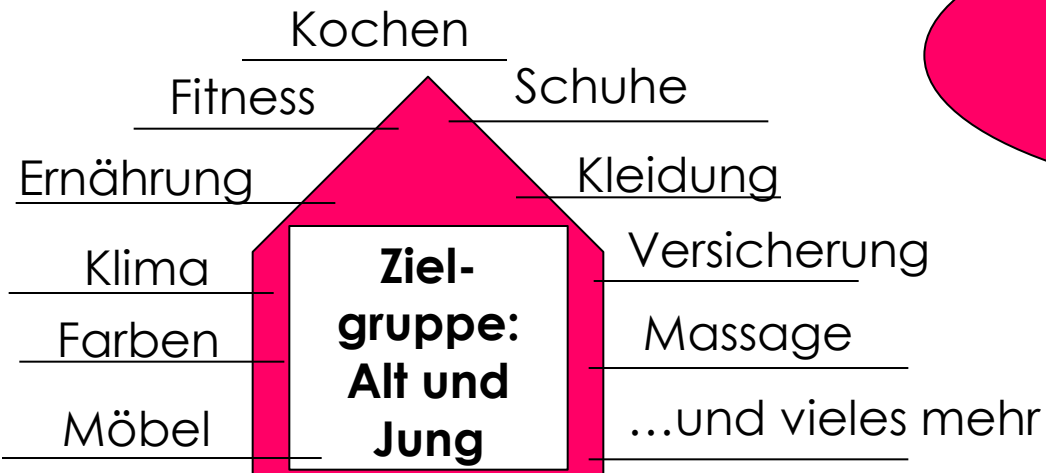 Kochen
Fitness
Schuhe
Ernährung
Kleidung
Klima
Versicherung
Farben
Massage
Möbel
…und vieles mehr
Ziel-
gruppe:
Alt und
Jung